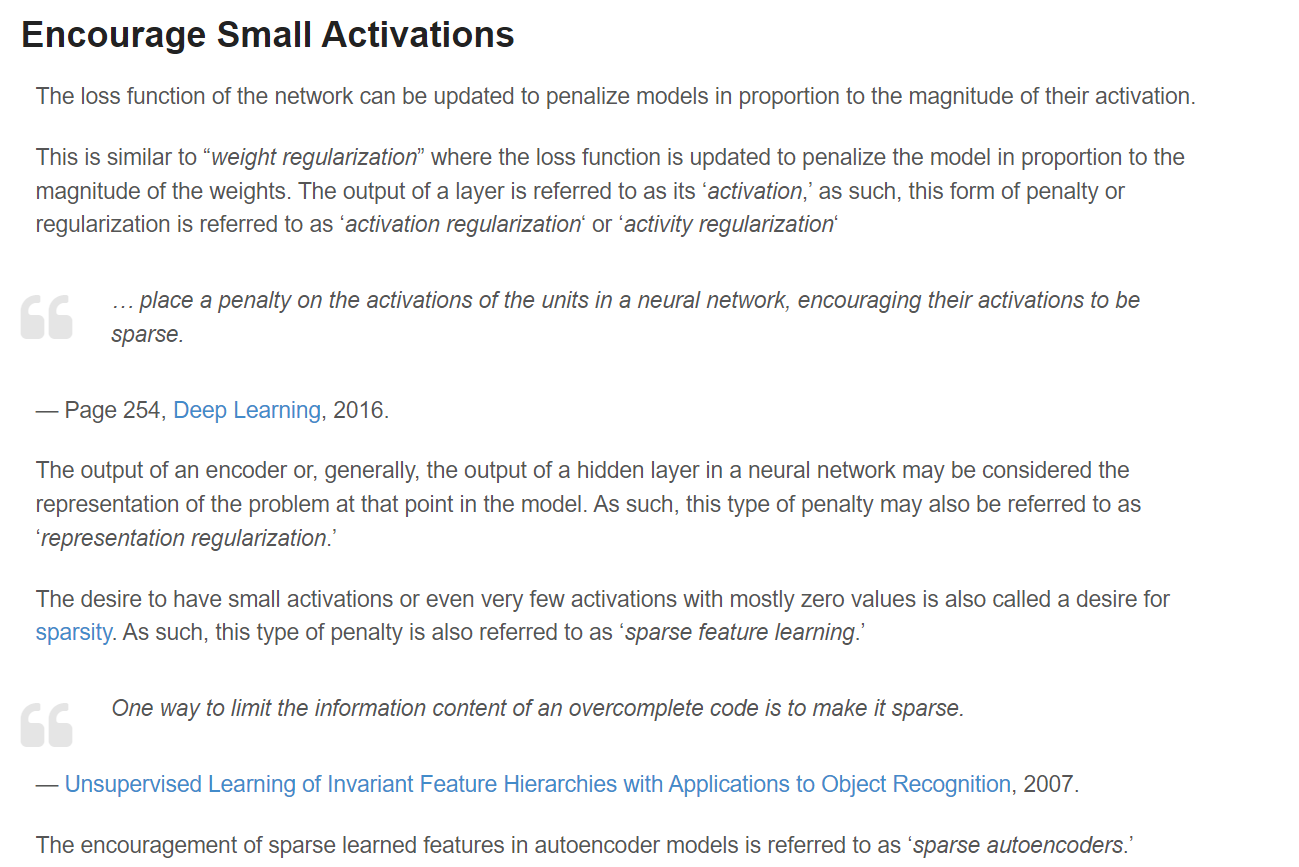 Encourage Small Activations
The loss function of the network can be updated to penalize models in proportion to the magnitude of their activation.
This is similar to “weight regularization” where the loss function is updated to penalize the model in proportion to the
magnitude of the weights. The output of a layer is referred to as its ‘activation,’ as such, this form of penalty or
regularization is referred to as ‘activation regularization‘ or ‘activity regularization‘
… place a penalty on the activations of the units in a neural network, encouraging their activations to be
sparse.
— Page 254, Deep Learning, 2016.
The output of an encoder or, generally, the output of a hidden layer in a neural network may be considered the
representation of the problem at that point in the model. As such, this type of penalty may also be referred to as
‘representation regularization.’
The desire to have small activations or even very few activations with mostly zero values is also called a desire for
sparsity. As such, this type of penalty is also referred to as ‘sparse feature learning.’
One way to limit the information content of an overcomplete code is to make it sparse.
— Unsupervised Learning of Invariant Feature Hierarchies with Applications to Object Recognition, 2007.
The encouragement of sparse learned features in autoencoder models is referred to as ‘sparse autoencoders.’